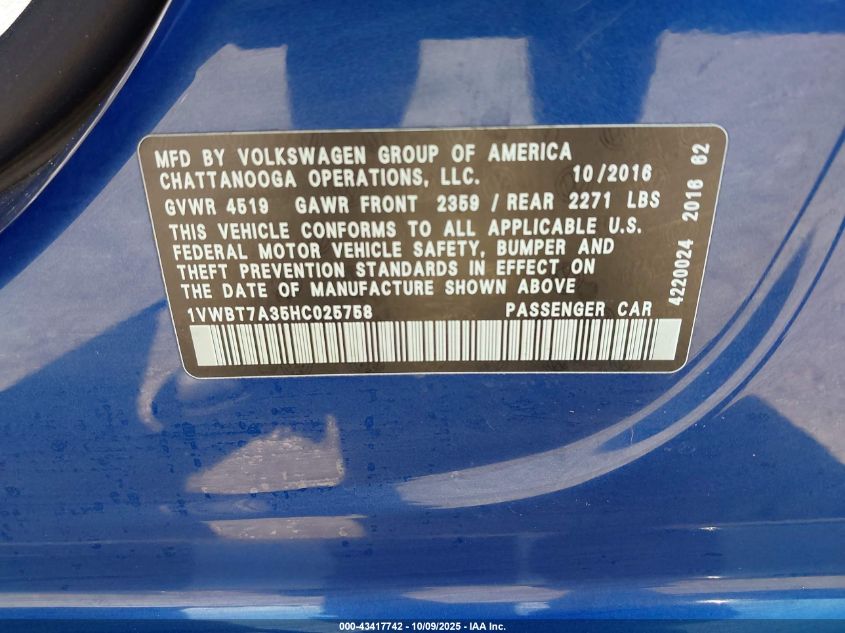 MFD BY VOLKSWAGEN GROUP OF AMERICA
CHATTANOOGA OPERATIONS, LLC. 10/2016
GVWR 4519 GAWR FRONT 2359 / REAR 2271 LBS
THIS VEHICLE CONFORMS TO ALL APPLICABLE U.S.
FEDERAL MOTOR VEHICLE SAFETY, BUMPER AND
THEFT PREVENTION STANDARDS IN EFFECT ON
THE DATE OF MANUFACTURE SHOWN ABOVE
1VWBT7A35HC025758 PASSENGER CAR
4220024 2016 62
000-43417742 - 10/09/2025 - IAA Inc.